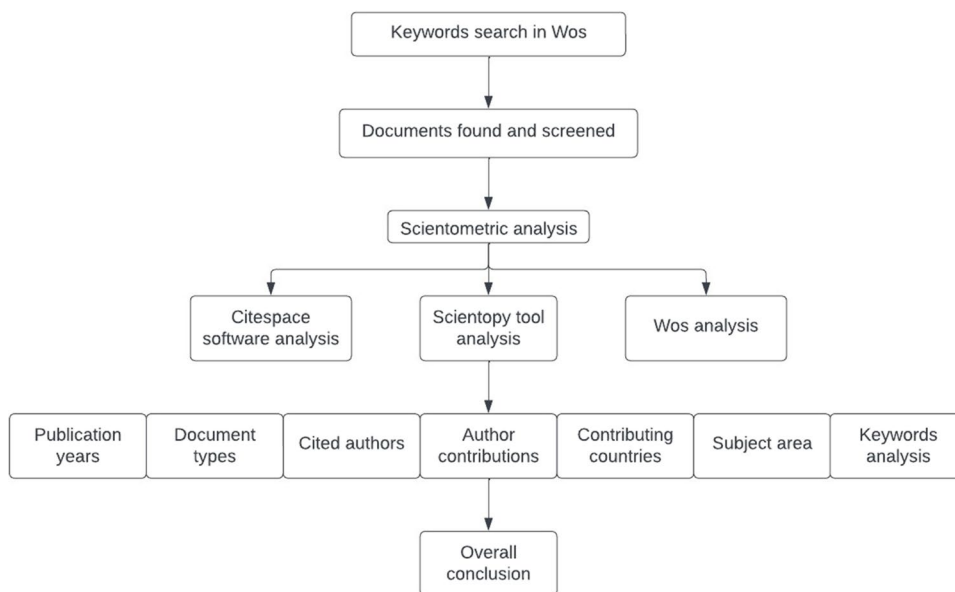 Keywords search in Wos
Documents found and screened
Scientometric analysis
Citespace
software analysis
Scientopy tool
analysis
Wos analysis
Publication
years
Document
types
Cited authors
Author
contributions
Contributing
countries
Subject area
Keywords
analysis
Overall
conclusion